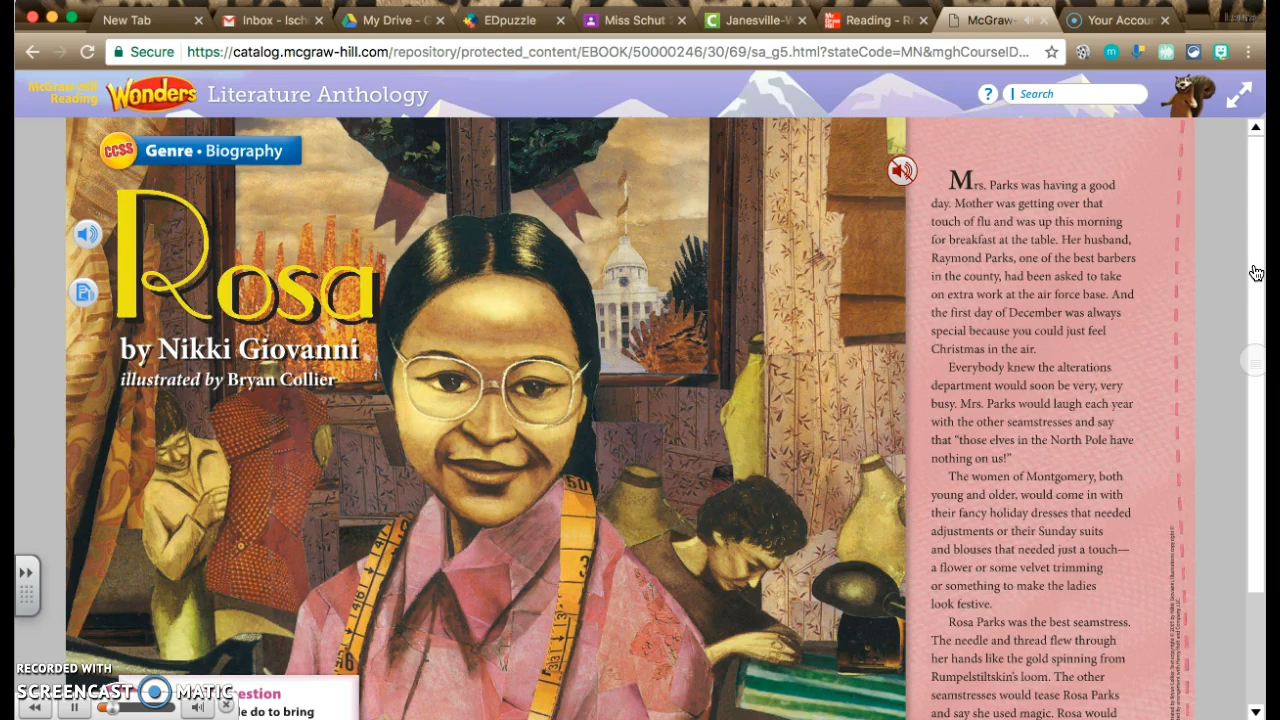 New Tab
Inbox - lsch
My Drive - G
EDpuzzle
Miss Schut
Janesville-W
Reading - R
McGraw-
Your Accoun
Secure https://catalog.mcgraw-hill.com/repository/protected_content/EBOOK/50000246/30/69/sa_g5.html?stateCode=MN&mghCourseID...
McGraw-Hill
Reading
Wonders
Literature Anthology
?
Search
CCSS
Genre • Biography
Rosa
by Nikki Giovanni
illustrated by Bryan Collier
Mrs. Parks was having a good
day. Mother was getting over that
touch of flu and was up this morning
for breakfast at the table. Her husband,
Raymond Parks, one of the best barbers
in the county, had been asked to take
on extra work at the air force base. And
the first day of December was always
special because you could just feel
Christmas in the air.
Everybody knew the alterations
department would soon be very, very
busy. Mrs. Parks would laugh each year
with the other seamstresses and say
that “those elves in the North Pole have
nothing on us!”
The women of Montgomery, both
young and older, would come in with
their fancy holiday dresses that needed
adjustments or their Sunday suits
and blouses that needed just a touch—
a flower or some velvet trimming
or something to make the ladies
look festive.
Rosa Parks was the best seamstress.
The needle and thread flew through
her hands like the gold spinning from
Rumpelstiltskin’s loom. The other
seamstresses would tease Rosa Parks
and say she used magic. Rosa would
RECORDED WITH
SCREENCAST MATIC
estion
le do to bring